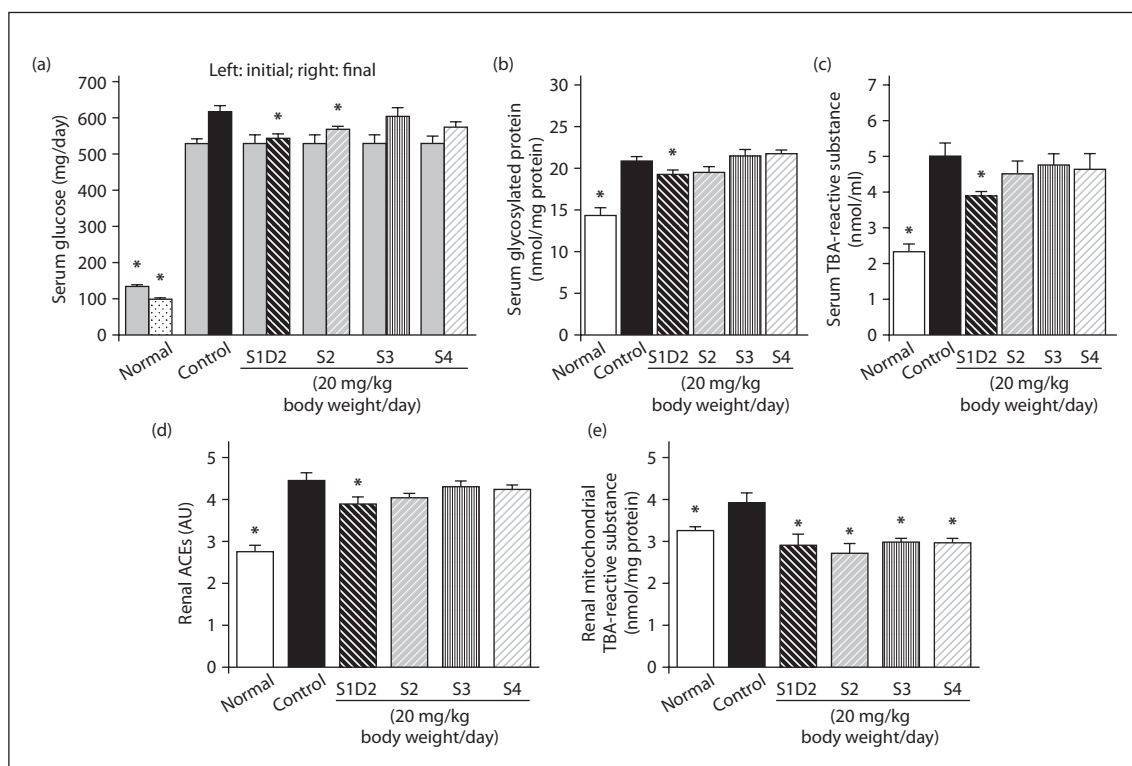 (a)
Left: initial; right: final
Serum glucose (mg/day)
700
600
500
400
300
200
100
0
*
*
*
*
Normal
Control
S1D2
S2
S3
S4
(20 mg/kg
body weight/day)
(b)
Serum glycosylated protein
(nmol/mg protein)
30
25
20
15
10
5
0
*
*
Normal
Control
S1D2
S2
S3
S4
(20 mg/kg
body weight/day)
(c)
Serum TBA-reactive substance
(nmol/ml)
7
6
5
4
3
2
1
0
*
*
Normal
Control
S1D2
S2
S3
S4
(20 mg/kg
body weight/day)
(d)
Renal ACEs (AU)
5
4
3
2
1
0
*
*
Normal
Control
S1D2
S2
S3
S4
(20 mg/kg
body weight/day)
(e)
Renal mitochondrial
TBA-reactive substance
(nmol/mg protein)
5
4
3
2
1
0
*
*
*
*
*
Normal
Control
S1D2
S2
S3
S4
(20 mg/kg
body weight/day)